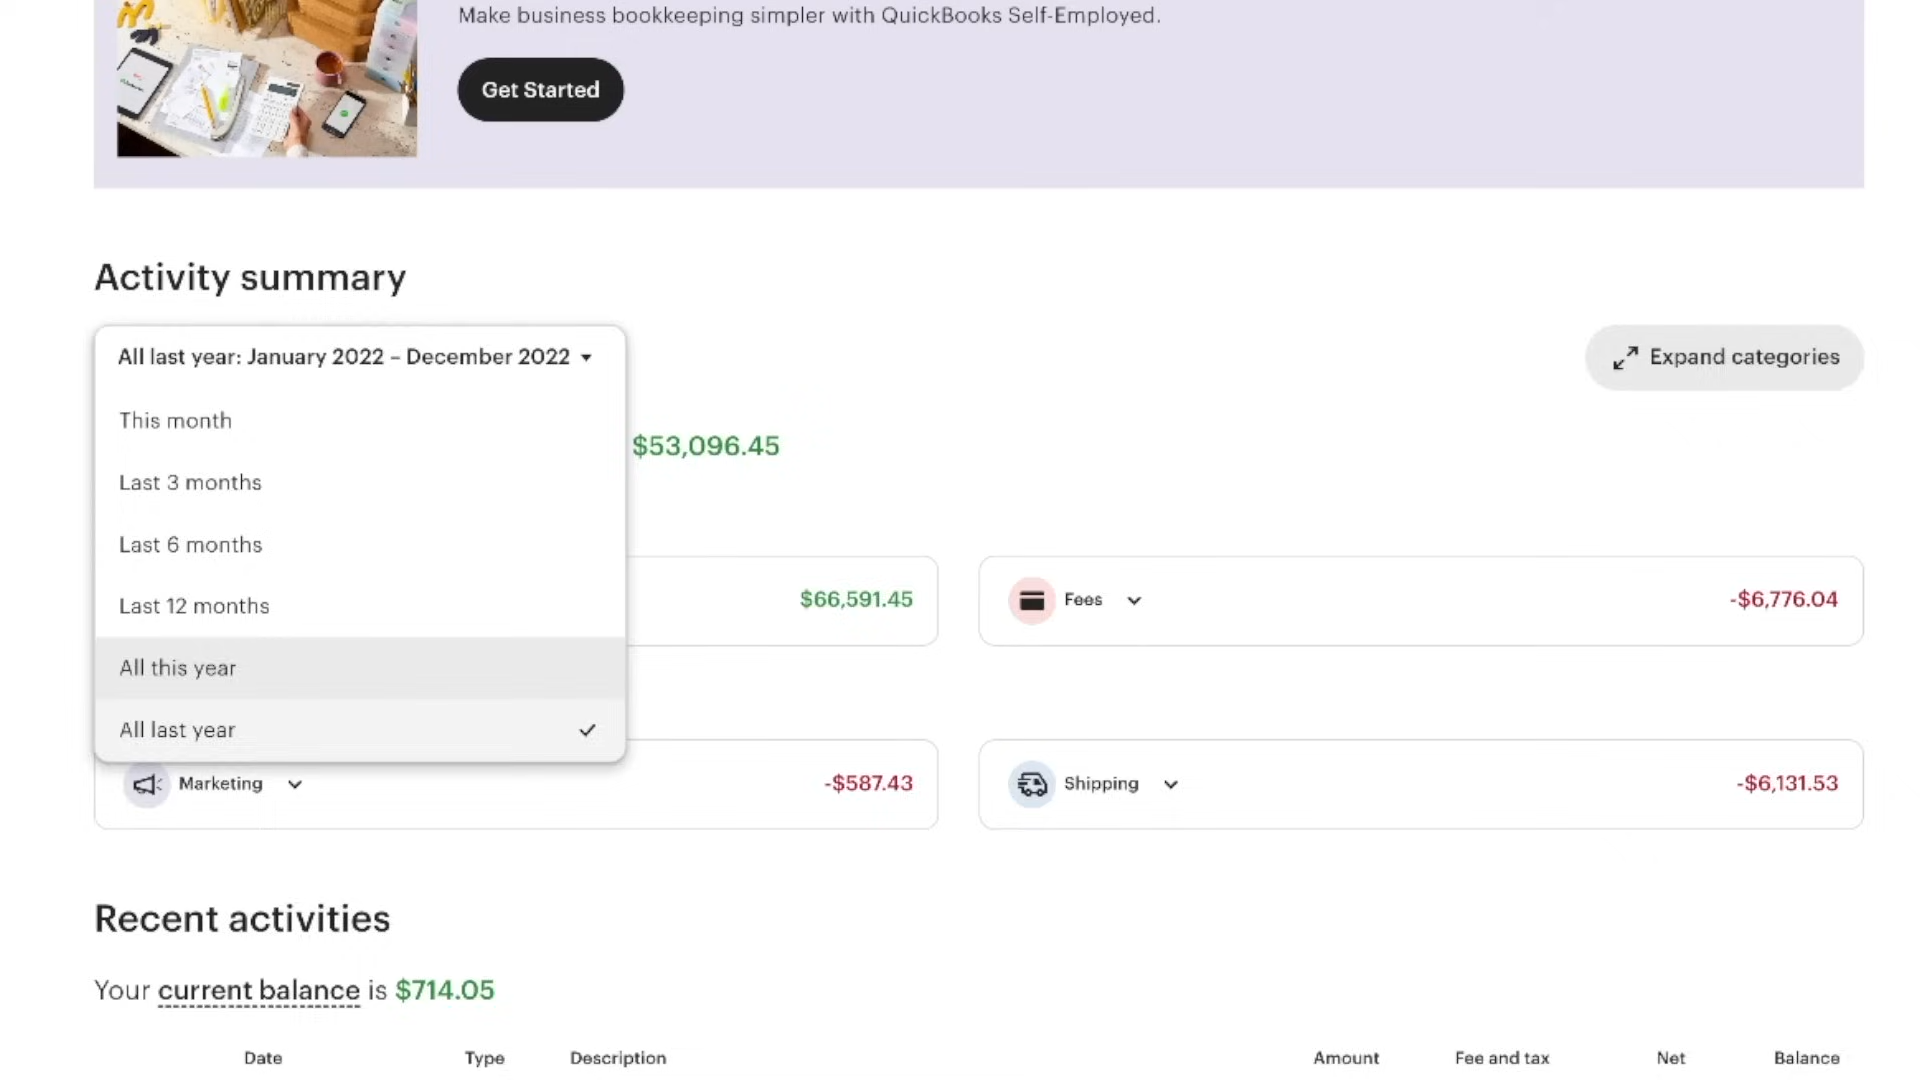 Make business bookkeeping simpler with QuickBooks Self-Employed.
Get Started
Activity summary
All last year: January 2022 – December 2022
Expand categories
This month
$53,096.45
Last 3 months
Last 6 months
Last 12 months
$66,591.45
Fees
-$6,776.04
All this year
All last year
Marketing
-$587.43
Shipping
-$6,131.53
Recent activities
Your current balance is $714.05
Date Type Description Amount Fee and tax Net Balance